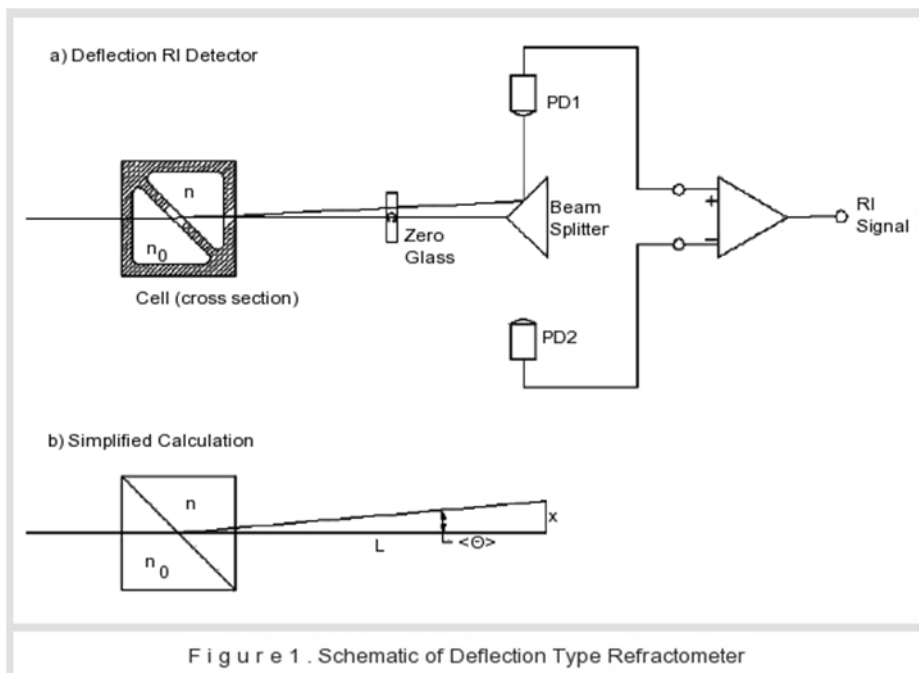 a) Deflection RI Detector
PD1
n
n0
Zero
Glass
Beam
Splitter
+
−
RI
Signal
Cell (cross section)
PD2
b) Simplified Calculation
n
n0
L
<Θ>
x
Figure 1. Schematic of Deflection Type Refractometer